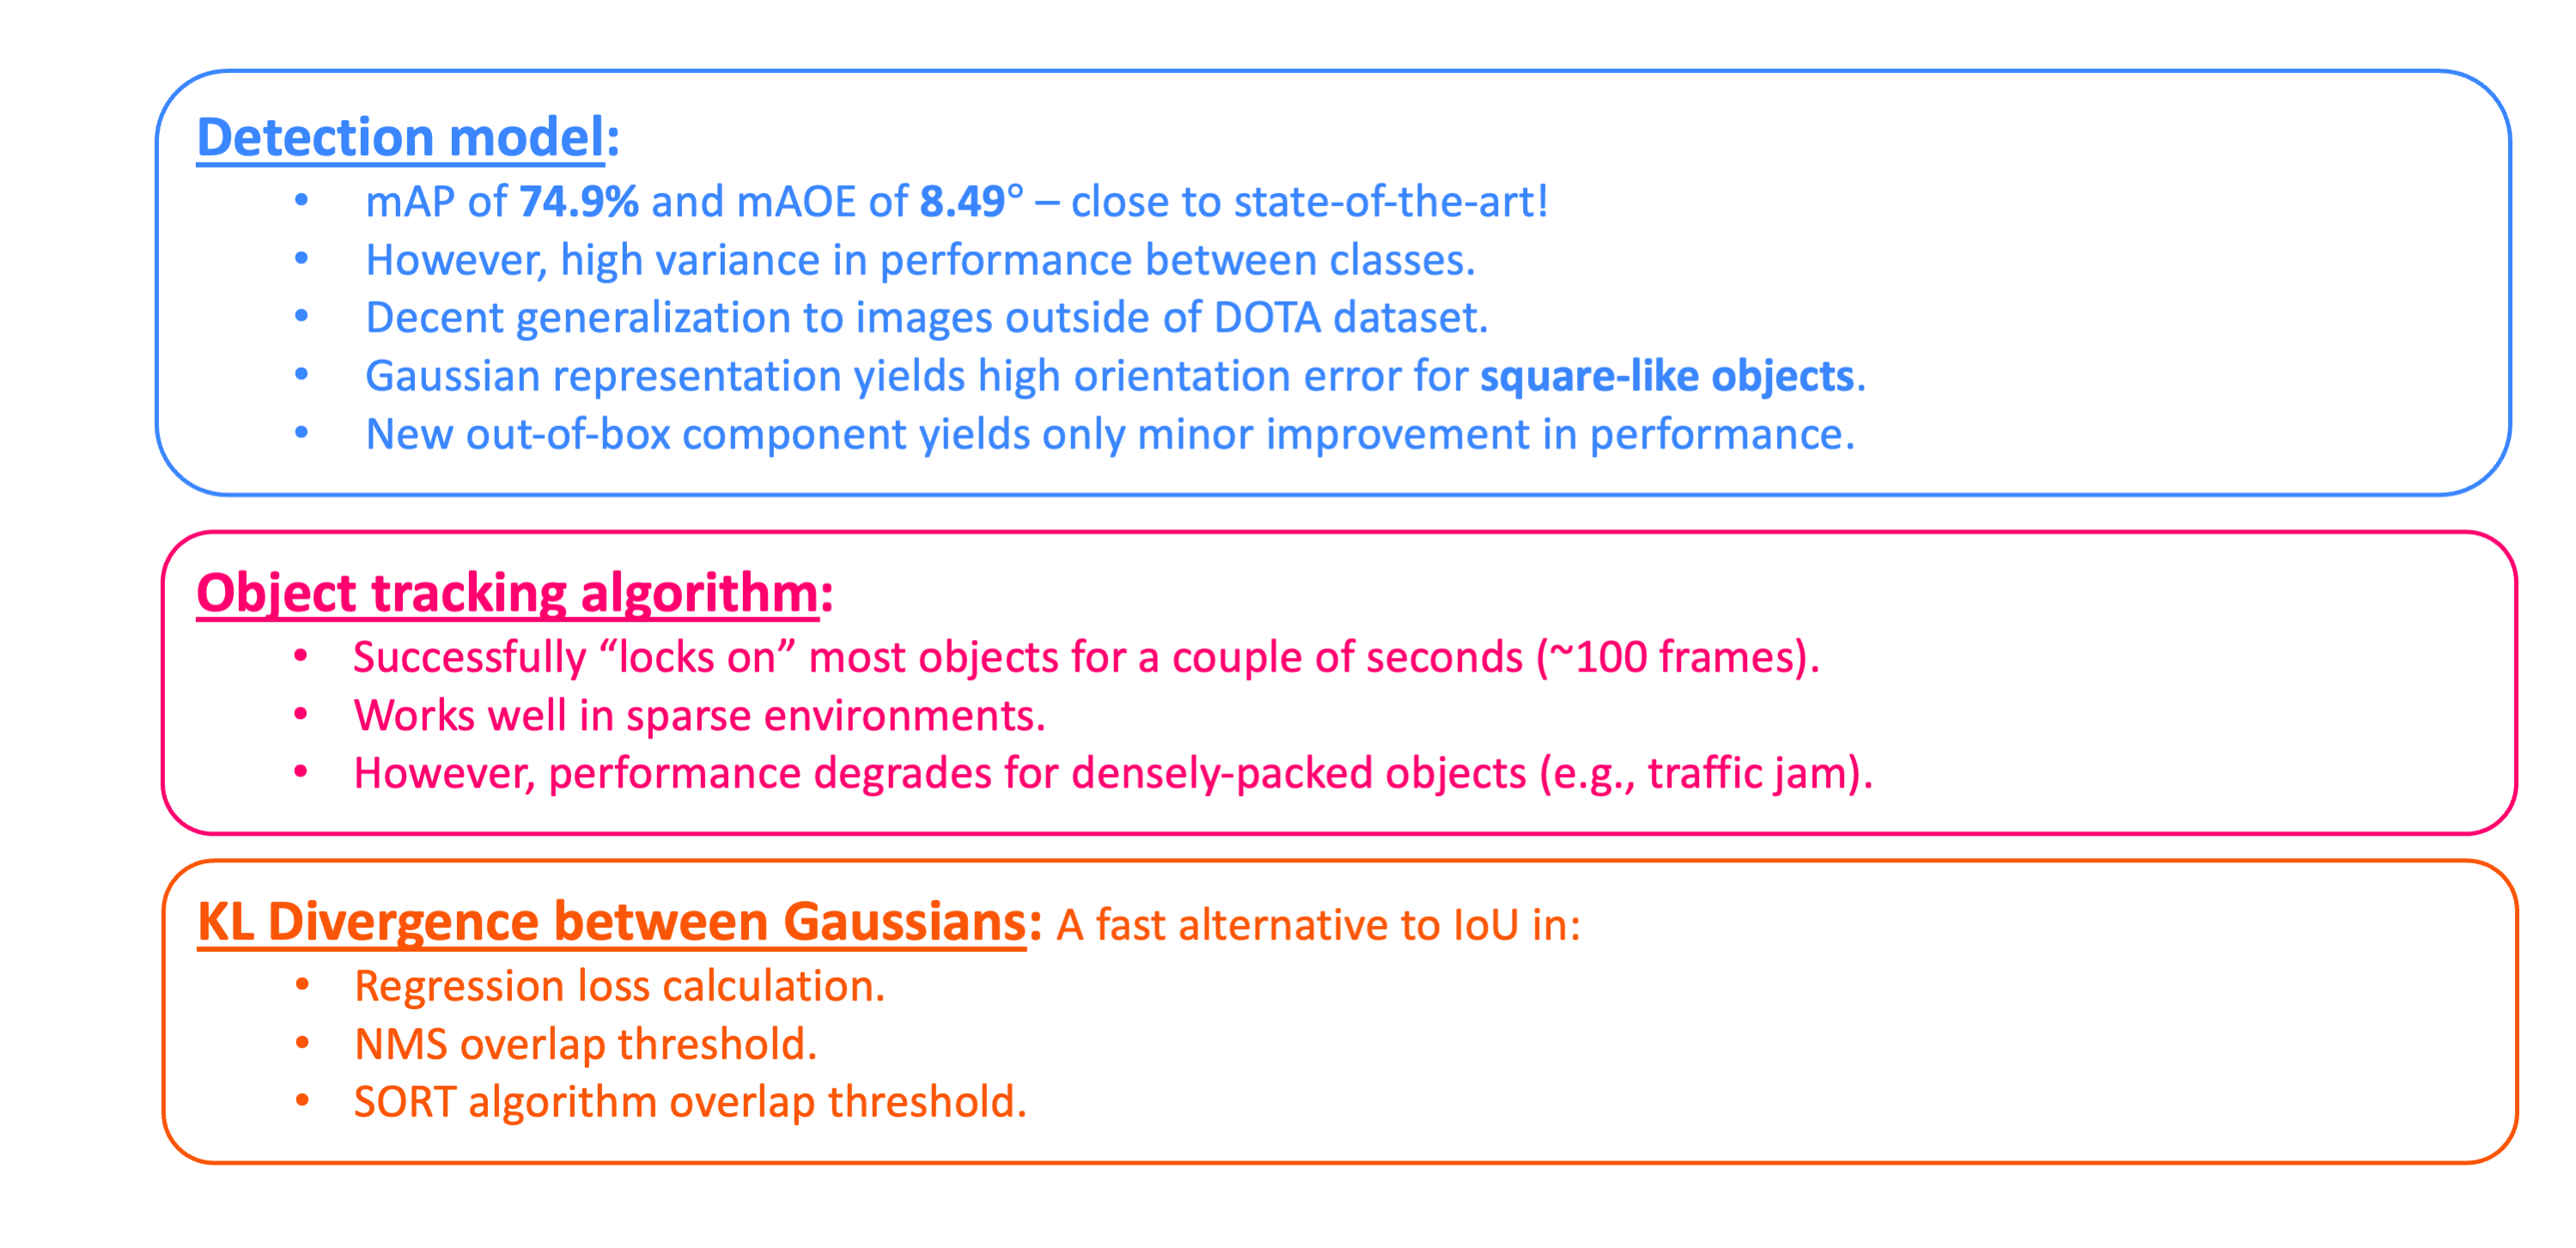 Detection model:
• mAP of 74.9% and mAOE of 8.49° – close to state-of-the-art!
• However, high variance in performance between classes.
• Decent generalization to images outside of DOTA dataset.
• Gaussian representation yields high orientation error for square-like objects.
• New out-of-box component yields only minor improvement in performance.
Object tracking algorithm:
• Successfully “locks on” most objects for a couple of seconds (~100 frames).
• Works well in sparse environments.
• However, performance degrades for densely-packed objects (e.g., traffic jam).
KL Divergence between Gaussians: A fast alternative to IoU in:
• Regression loss calculation.
• NMS overlap threshold.
• SORT algorithm overlap threshold.